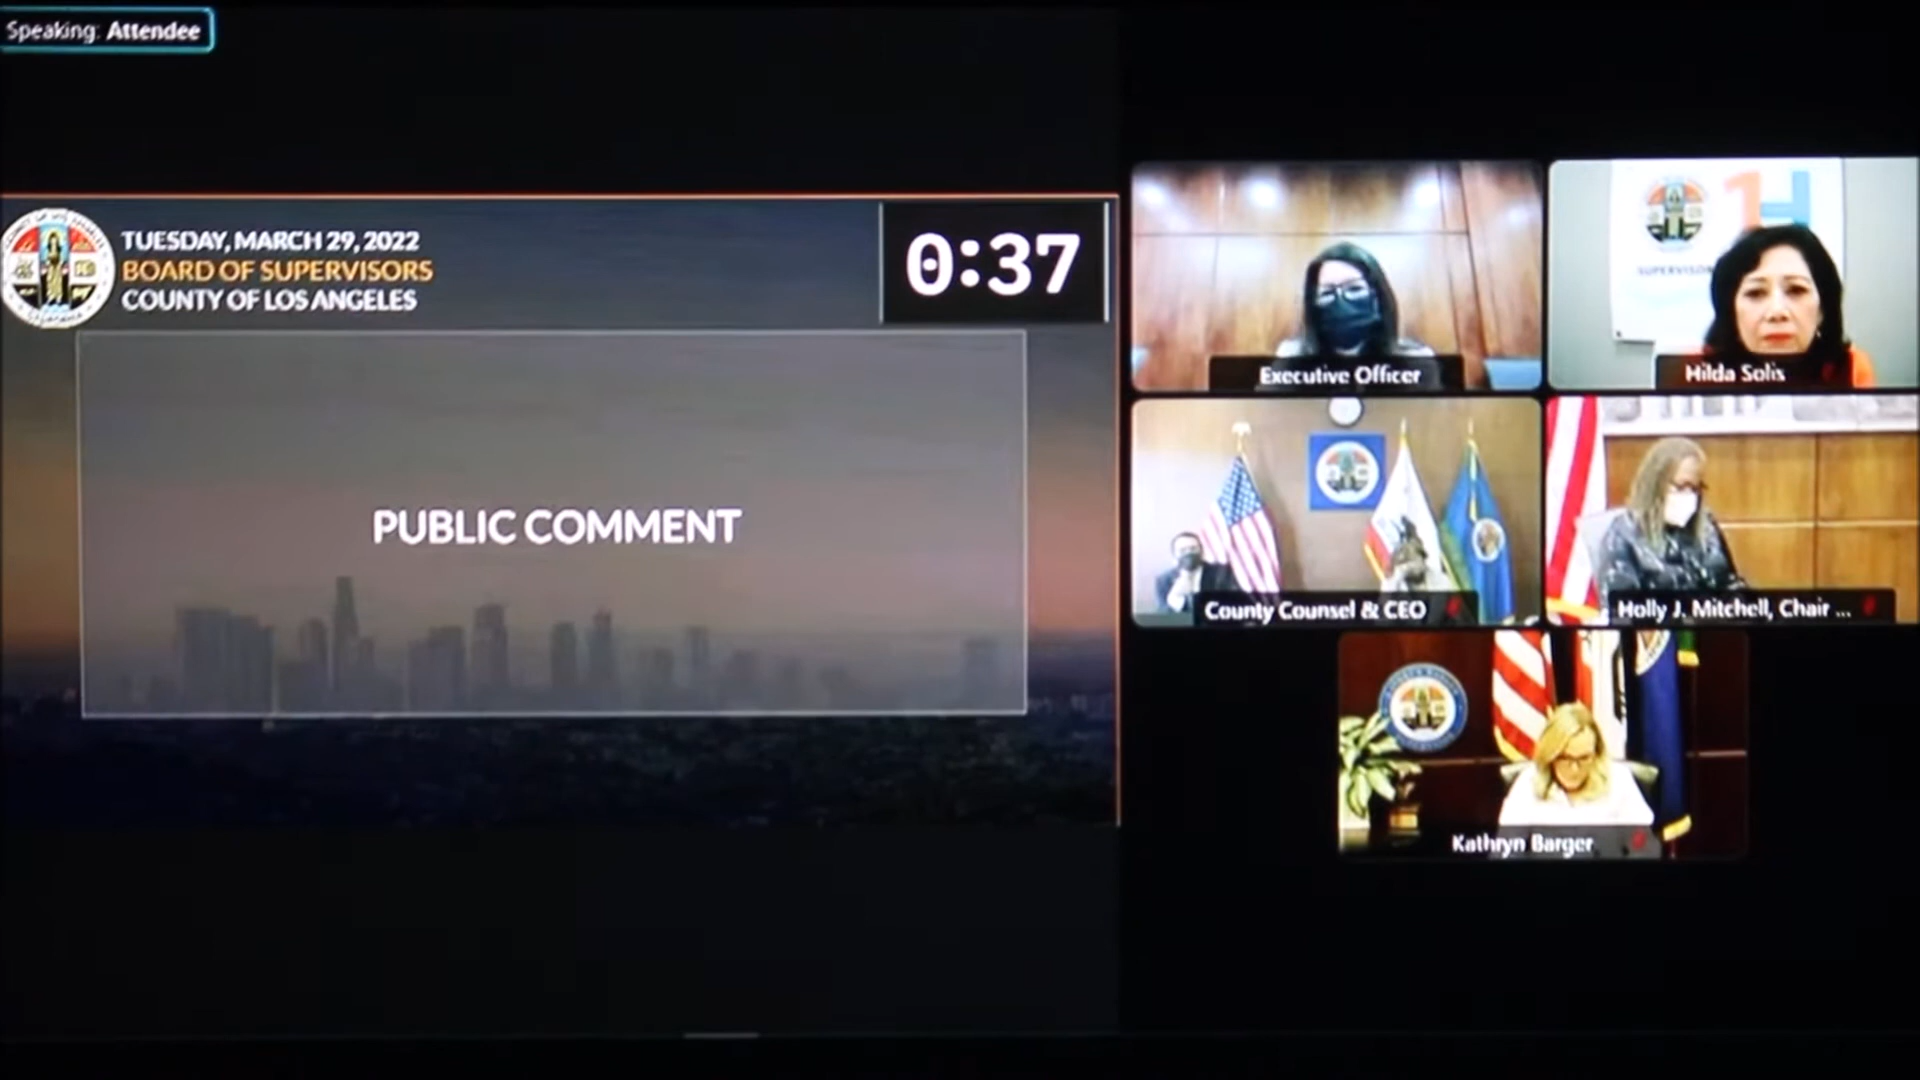 Speaking: Attendee
TUESDAY, MARCH 29, 2022
BOARD OF SUPERVISORS
COUNTY OF LOS ANGELES
0:37
PUBLIC COMMENT
SUPERVISOR
Executive Officer
Hilda Solis
County Counsel & CEO
Holly J. Mitchell, Chair ...
Kathryn Barger